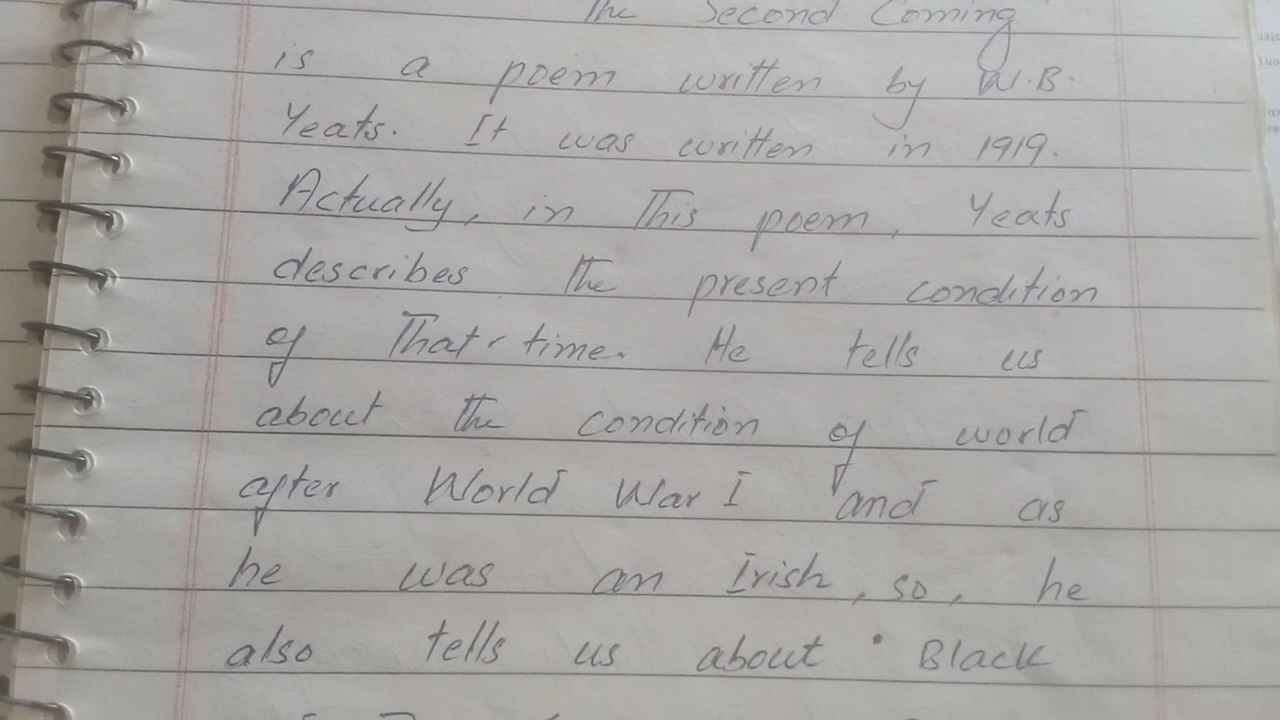 The Second Coming
is a poem written by W.B.
Yeats. It was written in 1919.
Actually, in This poem, Yeats
describes the present condition
of That time. He tells us
about the condition of world
after World War I and as
he was an Irish, so, he
also tells us about Black